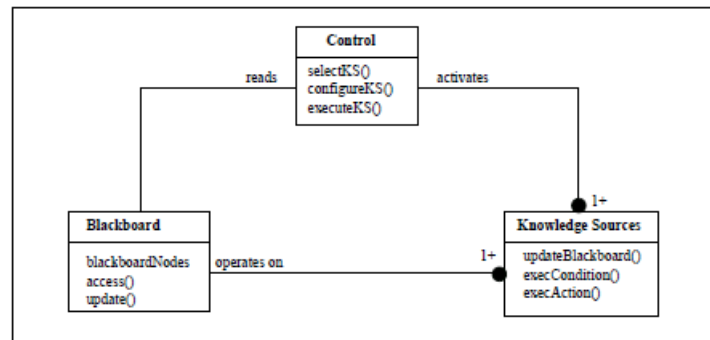 Control
selectKS()
configureKS()
executeKS()
reads
activates
1+
Blackboard
blackboardNodes
access()
update()
operates on
1+
Knowledge Sources
updateBlackboard()
execCondition()
execAction()